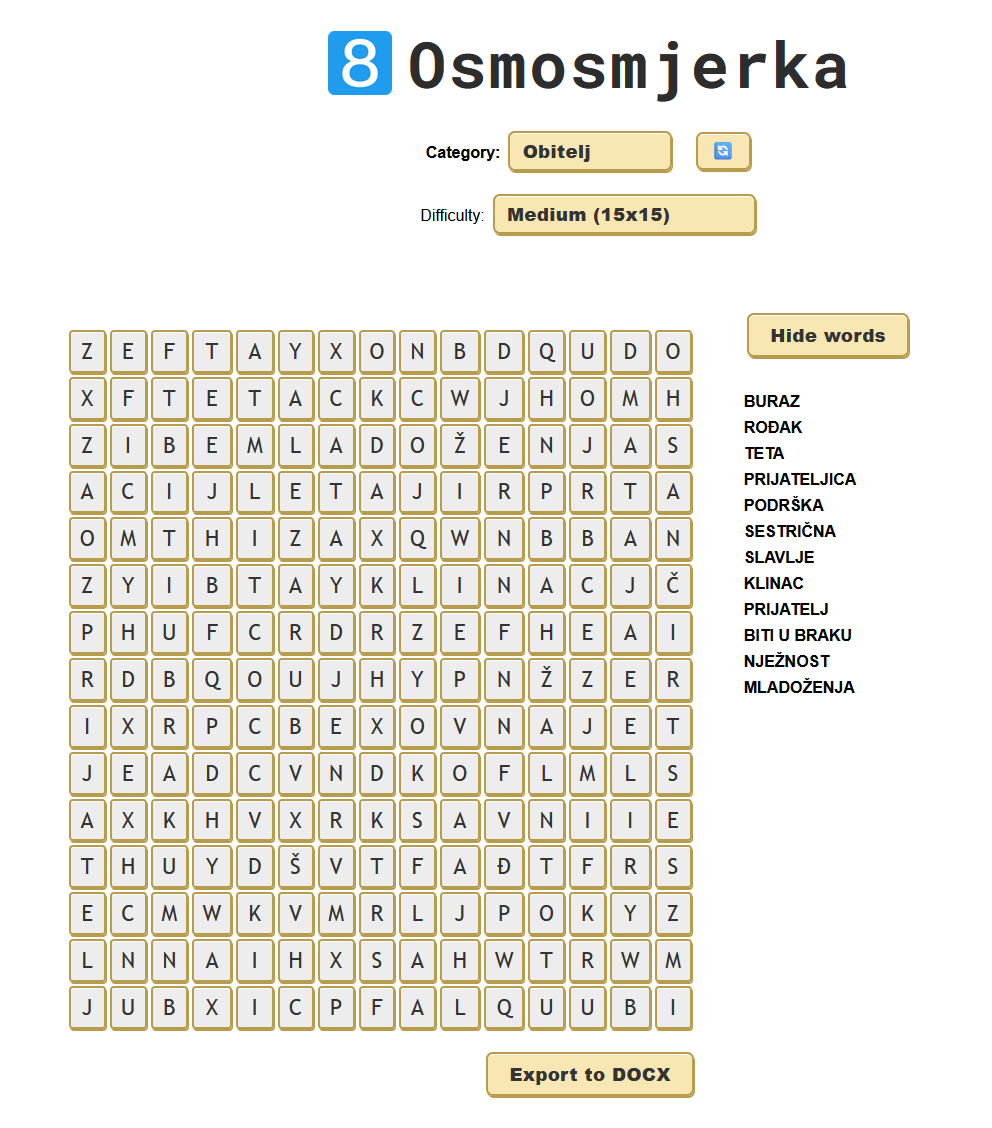 8 Osmosmjerka
Category: Obitelj
Difficulty: Medium (15x15)
Hide words
Z E F T A Y X O N B D Q U D O
X F T E T A C K C W J H O M H
Z I B E M L A D O Ž E N J A S
A C I J L E T A J I R P R T A
O M T H I Z A X Q W N B B A N
Z Y I B T A Y K L I N A C J Č
P H U F C R D R Z E F H E A I
R D B Q O U J H Y P N Ž Z E R
I X R P C B E X O V N A J E T
J E A D C V N D K O F L M L S
A X K H V X R K S A V N I I E
T H U Y D Š V T F A Đ T F R S
E C M W K V M R L J P O K Y Z
L N N A I H X S A H W T R W M
J U B X I C P F A L Q U U B I
BURAZ
ROĐAK
TETA
PRIJATELJICA
PODRŠKA
SESTRIČNA
SLAVLJE
KLINAC
PRIJATELJ
BITI U BRAKU
NJEŽNOST
MLADOŽENJA
Export to DOCX